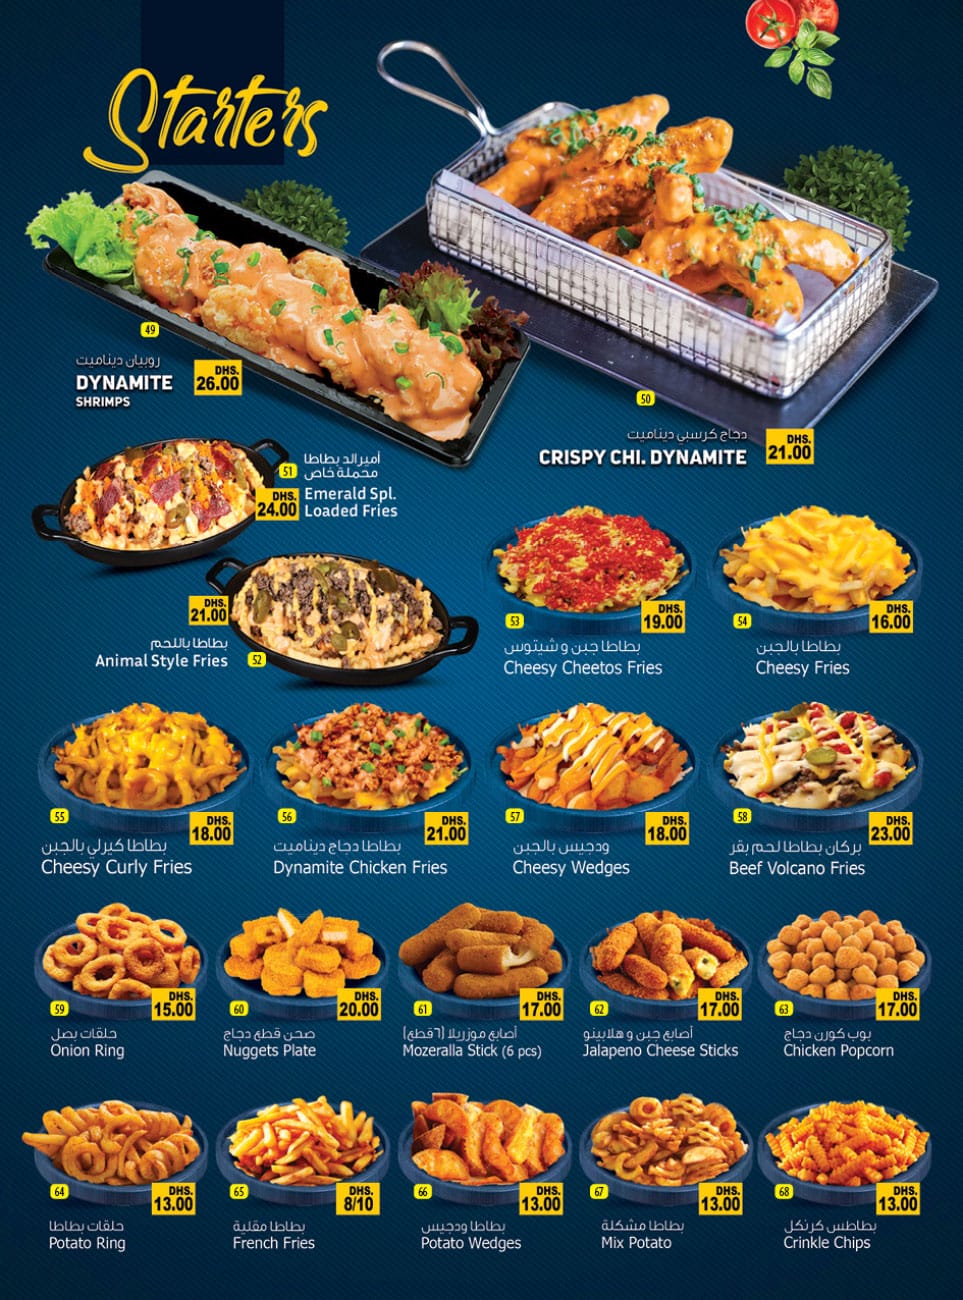 Starters
49
روبيان ديناميت
DYNAMITE
SHRIMPS
DHS.
26.00
50
دجاج كرسبي ديناميت
CRISPY CHI. DYNAMITE
DHS.
21.00
51
أميرالد بطاطا
محملة خاص
Emerald Spl.
Loaded Fries
DHS.
24.00
DHS.
21.00
بطاطا باللحم
Animal Style Fries
52
53
DHS.
19.00
بطاطا جبن و شيتوس
Cheesy Cheetos Fries
54
DHS.
16.00
بطاطا بالجبن
Cheesy Fries
55
DHS.
18.00
بطاطا كيرلي بالجبن
Cheesy Curly Fries
56
DHS.
21.00
بطاطا دجاج ديناميت
Dynamite Chicken Fries
57
DHS.
18.00
ودجيس بالجبن
Cheesy Wedges
58
DHS.
23.00
بركان بطاطا لحم بقر
Beef Volcano Fries
59
DHS.
15.00
حلقات بصل
Onion Ring
60
DHS.
20.00
صحن قطع دجاج
Nuggets Plate
61
DHS.
17.00
أصابع موزريلا (٦قطع)
Mozeralla Stick (6 pcs)
62
DHS.
17.00
أصابع جبن و هلابينو
Jalapeno Cheese Sticks
63
DHS.
17.00
بوب كورن دجاج
Chicken Popcorn
64
DHS.
13.00
حلقات بطاطا
Potato Ring
65
DHS.
8/10
بطاطا مقلية
French Fries
66
DHS.
13.00
بطاطا ودجيس
Potato Wedges
67
DHS.
13.00
بطاطا مشكلة
Mix Potato
68
DHS.
13.00
بطاطس كرنكل
Crinkle Chips